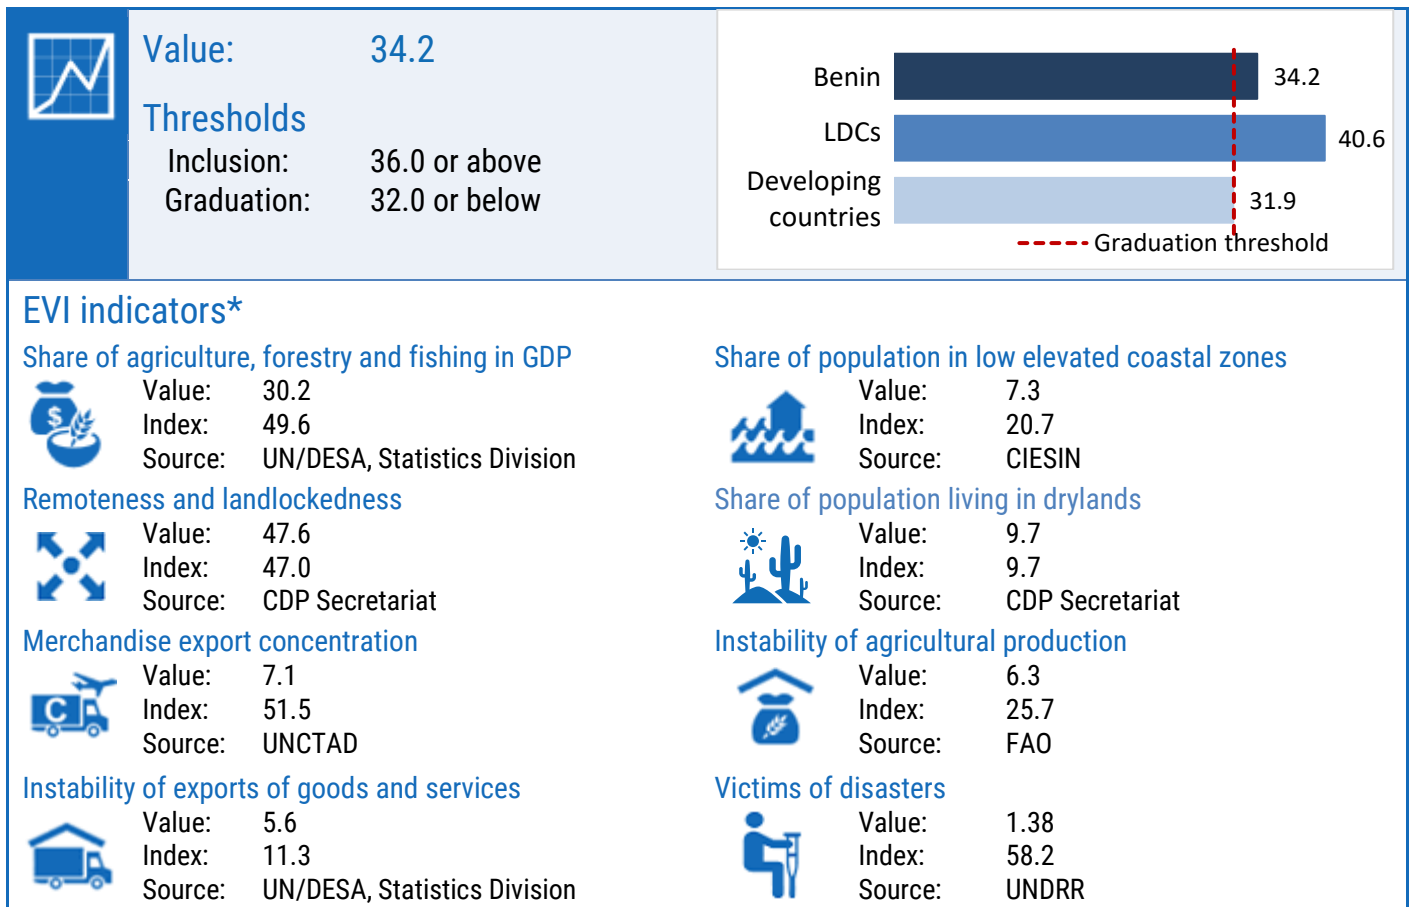 Value: 34.2
Thresholds
Inclusion: 36.0 or above
Graduation: 32.0 or below
Benin 34.2
LDCs 40.6
Developing
countries 31.9
Graduation threshold
EVI indicators*
Share of agriculture, forestry and fishing in GDP
$
Value: 30.2
Index: 49.6
Source: UN/DESA, Statistics Division
Share of population in low elevated coastal zones
Value: 7.3
Index: 20.7
Source: CIESIN
Remoteness and landlockedness
Value: 47.6
Index: 47.0
Source: CDP Secretariat
Share of population living in drylands
Value: 9.7
Index: 9.7
Source: CDP Secretariat
Merchandise export concentration
C
Value: 7.1
Index: 51.5
Source: UNCTAD
Instability of agricultural production
Value: 6.3
Index: 25.7
Source: FAO
Instability of exports of goods and services
Value: 5.6
Index: 11.3
Source: UN/DESA, Statistics Division
Victims of disasters
Value: 1.38
Index: 58.2
Source: UNDRR